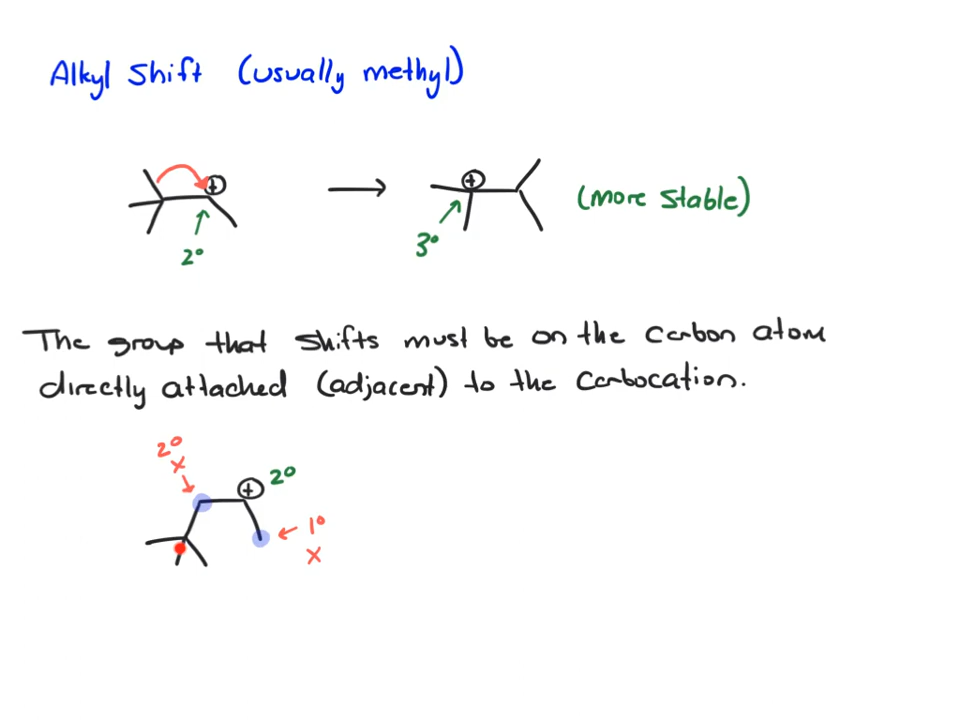 Alkyl Shift (usually methyl)
⊕ ⊕ (more stable)
2° 3°
The group that shifts must be on the carbon atom
directly attached (adjacent) to the carbocation.
2° x ⊕ 2°
1° x